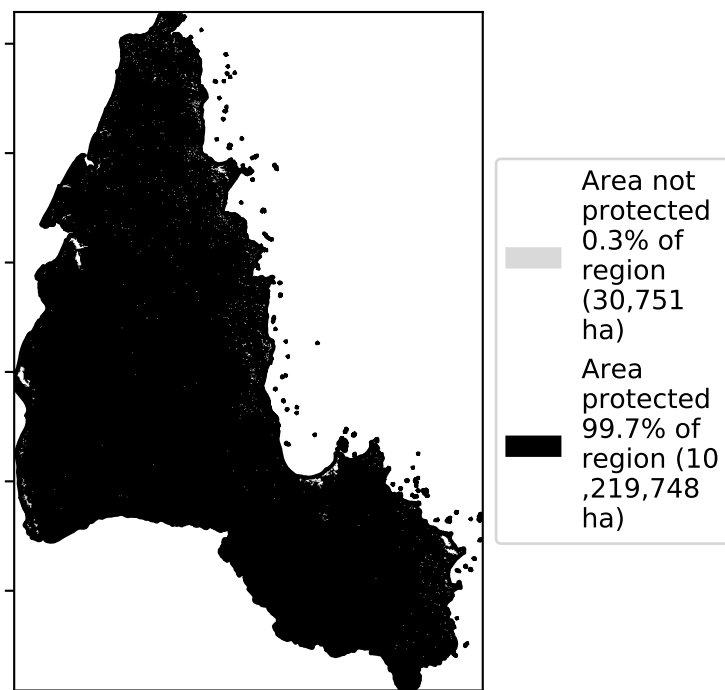 Area not
protected
0.3% of
region
(30,751
ha)
Area
protected
99.7% of
region (10
,219,748
ha)